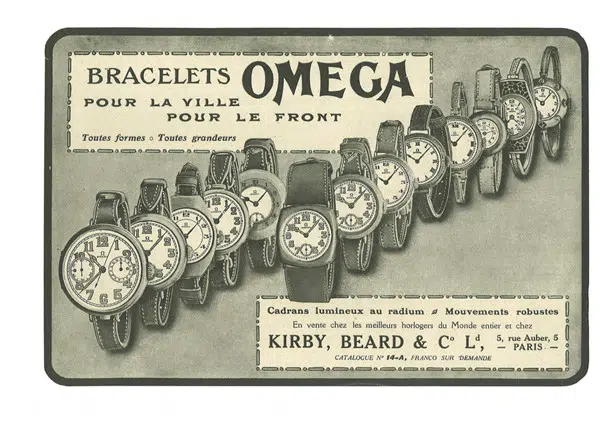 BRACELETS OMEGA
POUR LA VILLE
POUR LE FRONT
Toutes formes ○ Toutes grandeurs
Cadrans lumineux au radium Mouvements robustes
En vente chez les meilleurs horlogers du Monde entier et chez
KIRBY, BEARD & Co Ld, 5, rue Auber, 5
— PARIS —
CATALOGUE No 14-A, FRANCO SUR DEMANDE